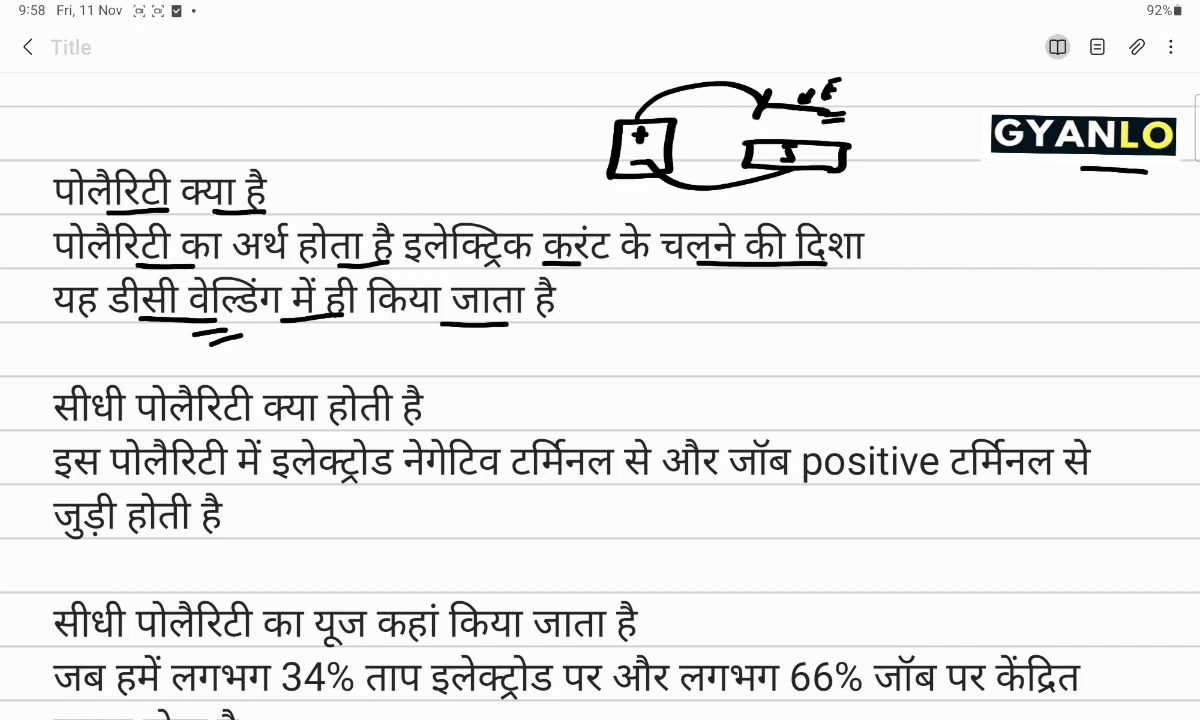 9:58 Fri, 11 Nov
92%
Title
E
+
J
GYANLO
पोलैरिटी क्या है
पोलैरिटी का अर्थ होता है इलेक्ट्रिक करंट के चलने की दिशा
यह डीसी वेल्डिंग में ही किया जाता है
सीधी पोलैरिटी क्या होती है
इस पोलैरिटी में इलेक्ट्रोड नेगेटिव टर्मिनल से और जॉब positive टर्मिनल से
जुड़ी होती है
सीधी पोलैरिटी का यूज कहां किया जाता है
जब हमें लगभग 34% ताप इलेक्ट्रोड पर और लगभग 66% जॉब पर केंद्रित